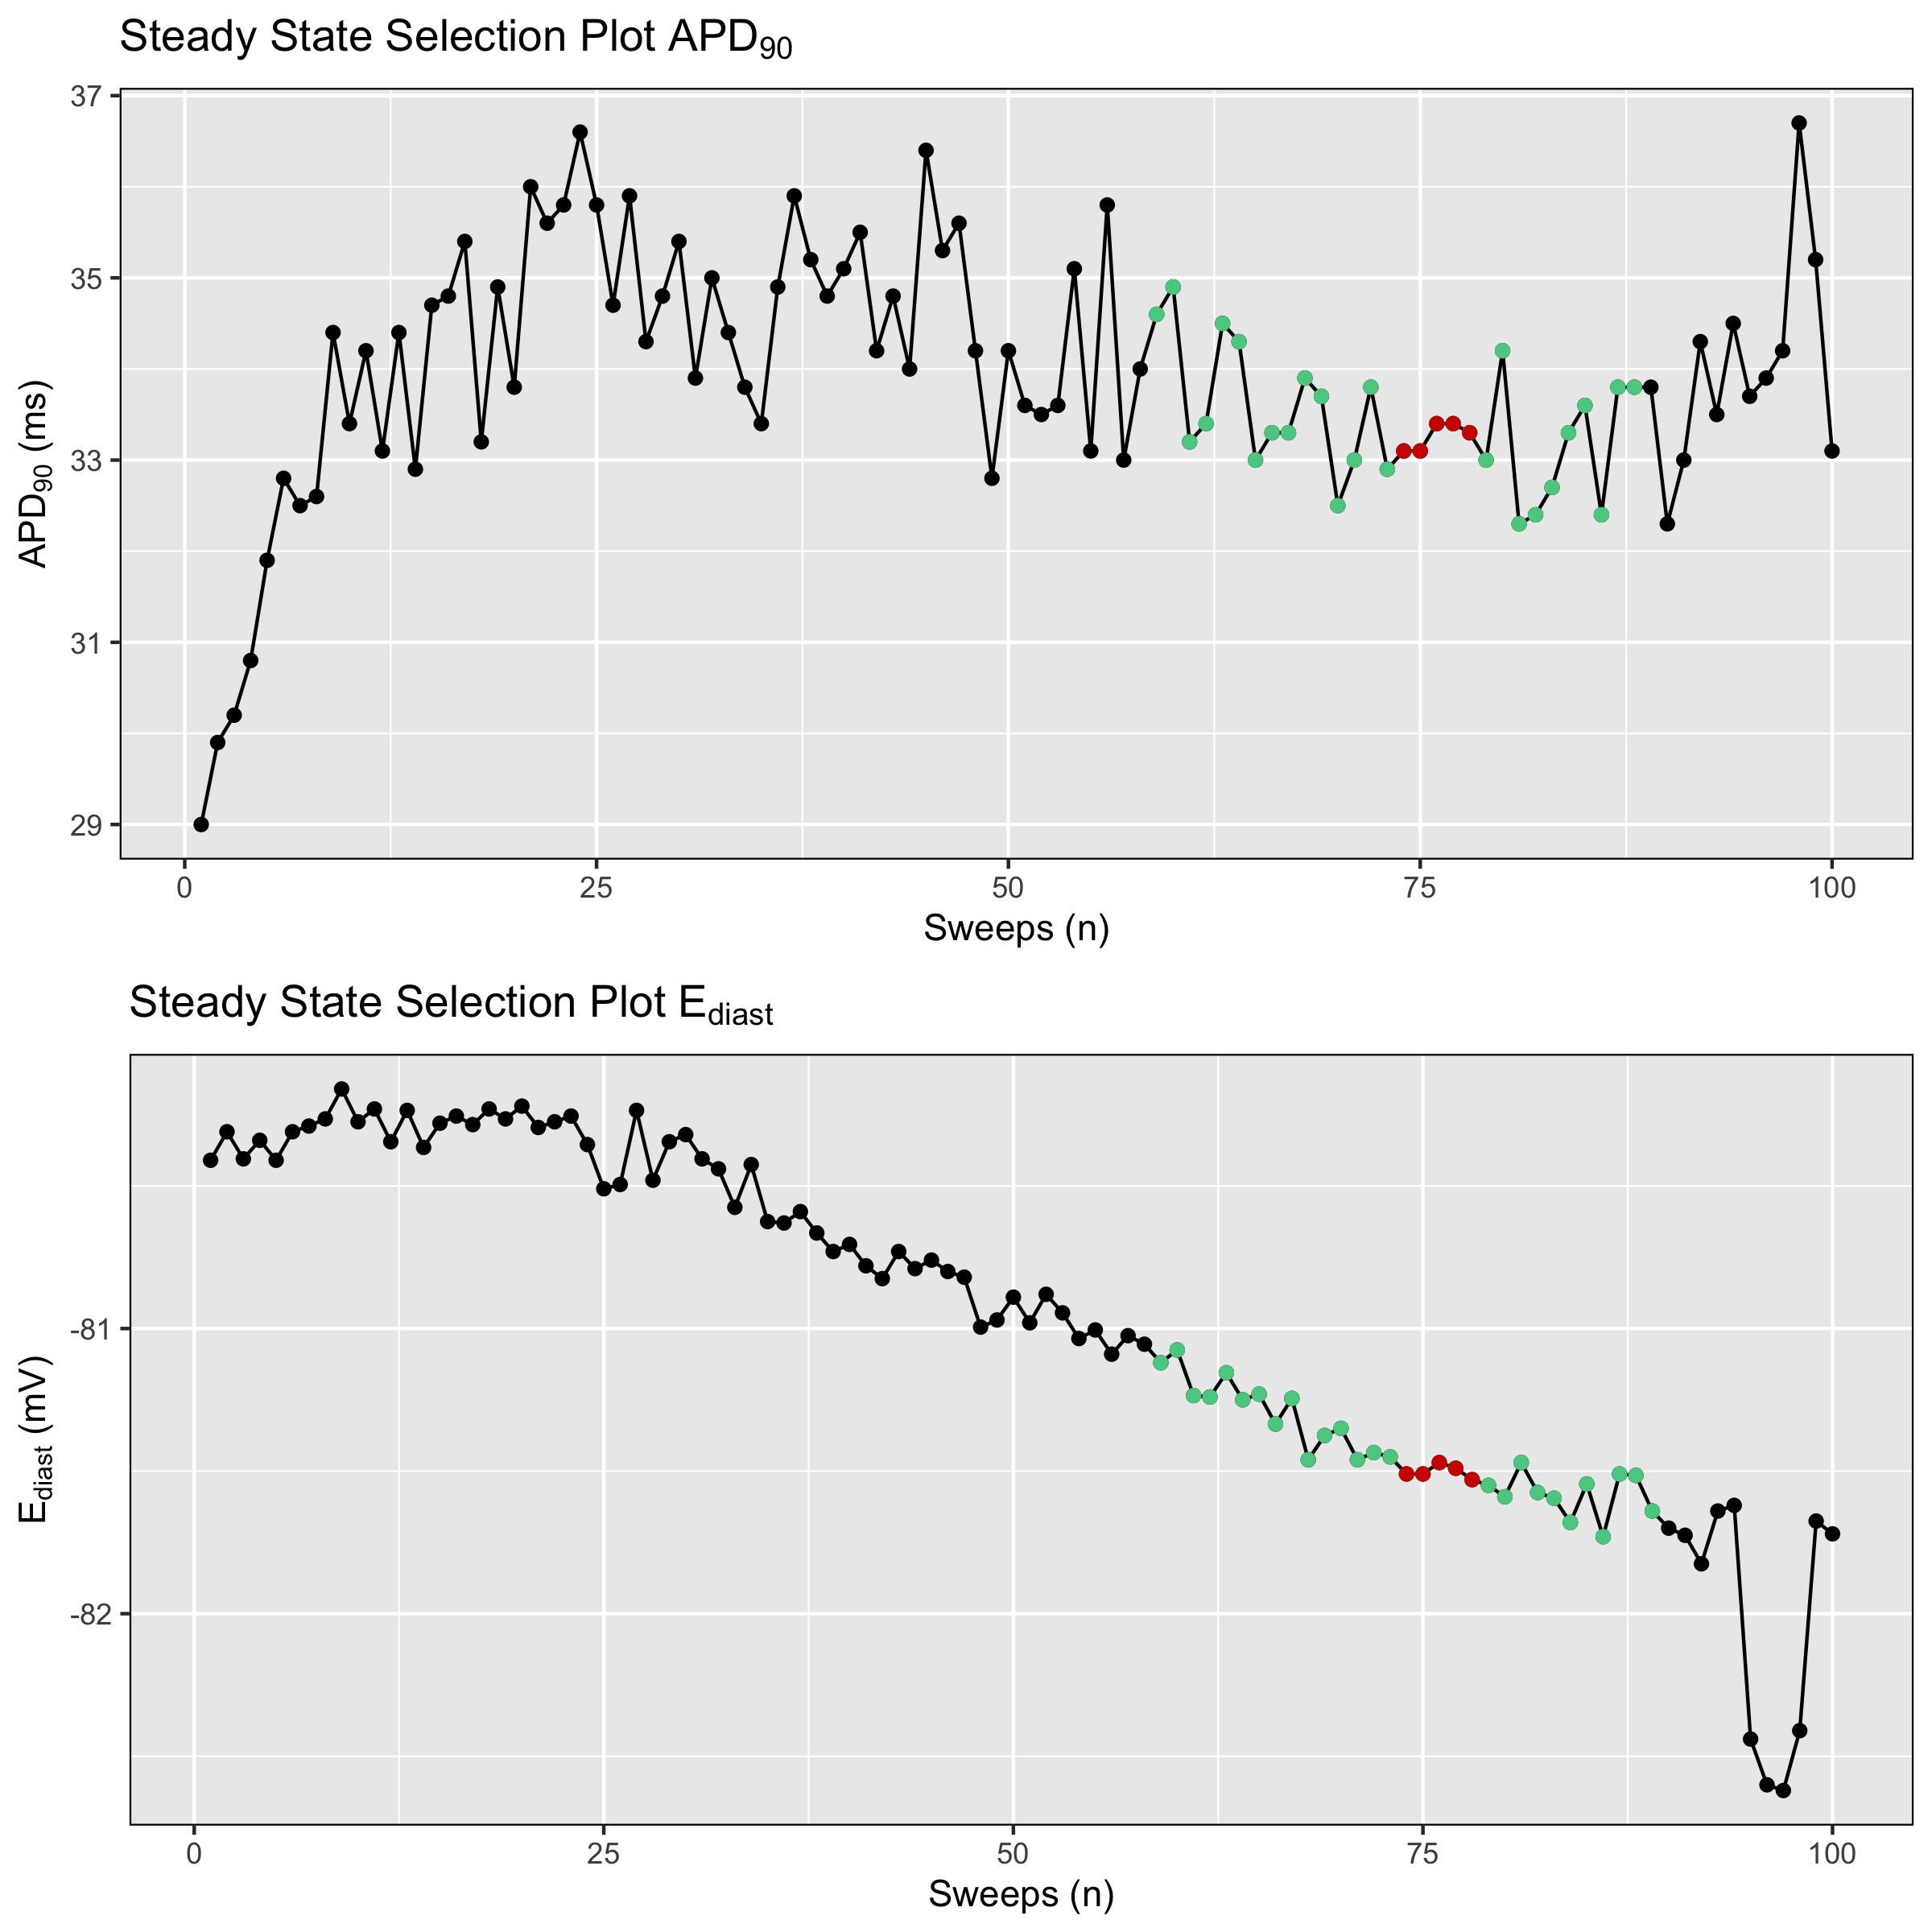 Steady State Selection Plot APD90
37
35
33
31
29
APD90 (ms)
0 25 50 75 100
Sweeps (n)
Steady State Selection Plot Ediast
-81
-82
Ediast (mV)
0 25 50 75 100
Sweeps (n)